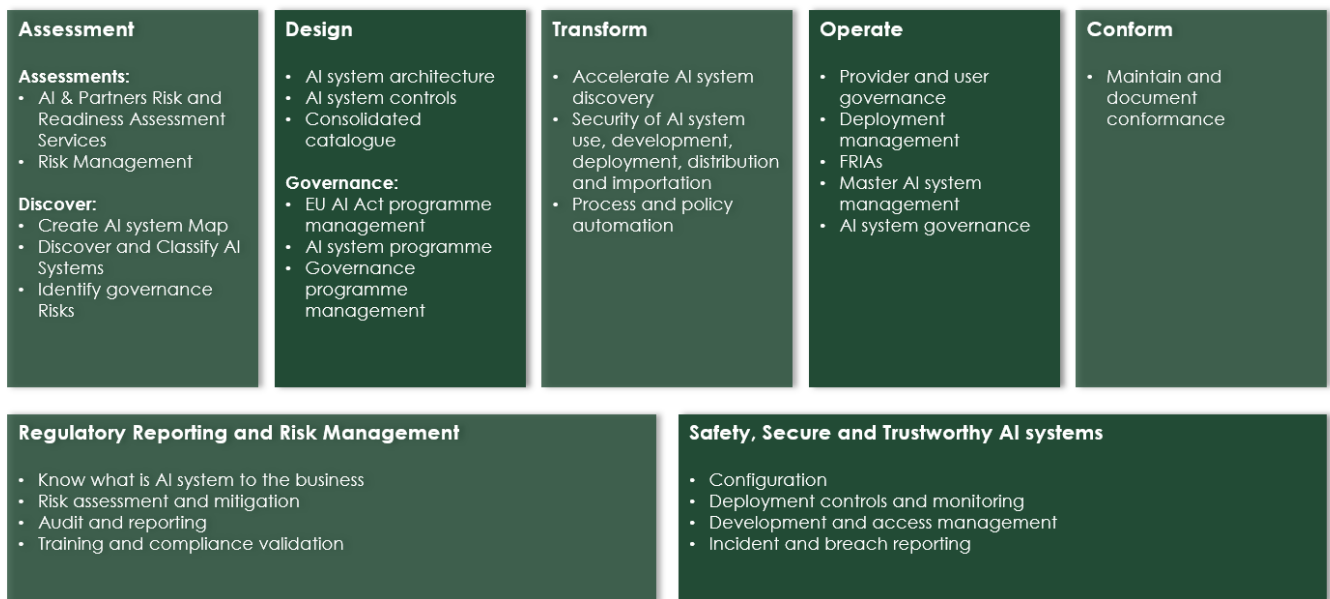 Assessment
Assessments:
• AI & Partners Risk and
Readiness Assessment
Services
• Risk Management
Discover:
• Create AI system Map
• Discover and Classify AI
Systems
• Identify governance
Risks
Design
• AI system architecture
• AI system controls
• Consolidated
catalogue
Governance:
• EU AI Act programme
management
• AI system programme
• Governance
programme
management
Transform
• Accelerate AI system
discovery
• Security of AI system
use, development,
deployment, distribution
and importation
• Process and policy
automation
Operate
• Provider and user
governance
• Deployment
management
• FRIAs
• Master AI system
management
• AI system governance
Conform
• Maintain and
document
conformance
Regulatory Reporting and Risk Management
• Know what is AI system to the business
• Risk assessment and mitigation
• Audit and reporting
• Training and compliance validation
Safety, Secure and Trustworthy AI systems
• Configuration
• Deployment controls and monitoring
• Development and access management
• Incident and breach reporting